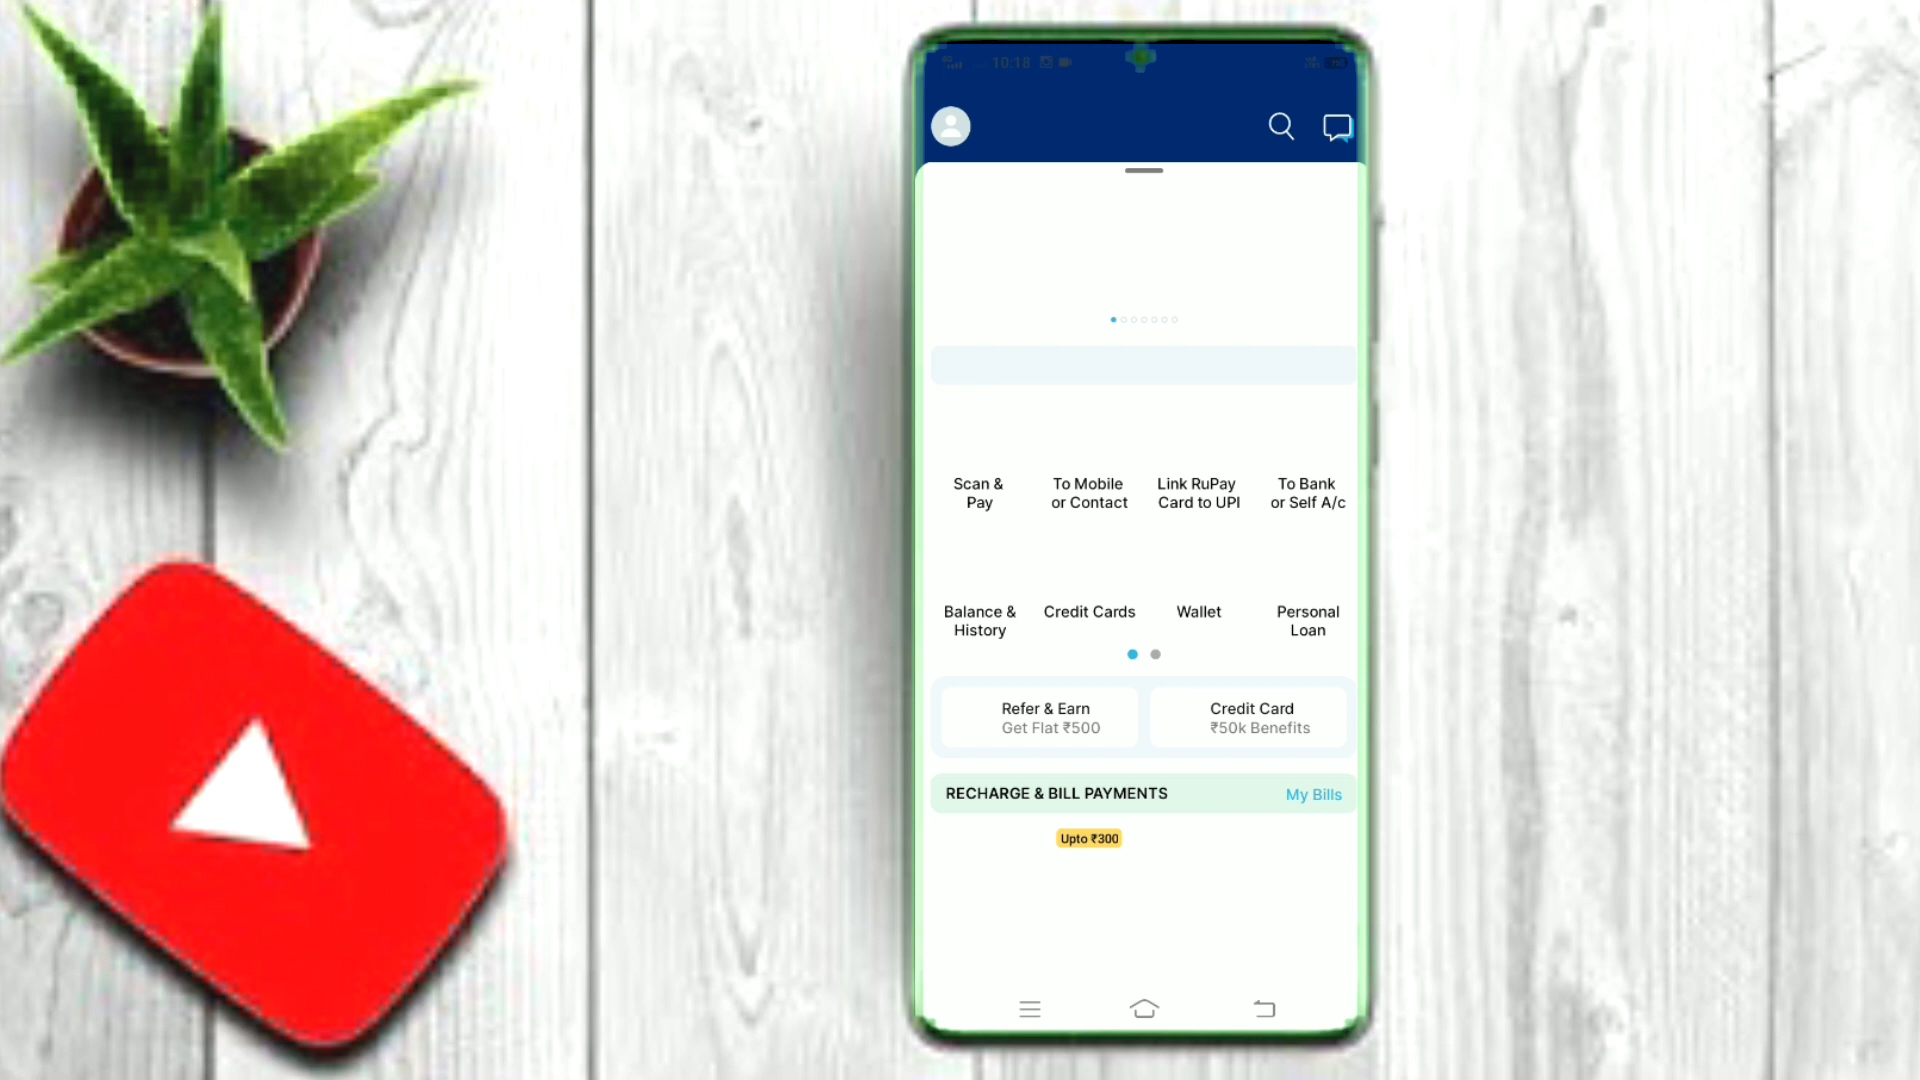 10:18
Scan &
Pay
To Mobile
or Contact
Link RuPay
Card to UPI
To Bank
or Self A/c
Balance &
History
Credit Cards
Wallet
Personal
Loan
Refer & Earn
Get Flat ₹500
Credit Card
₹50k Benefits
RECHARGE & BILL PAYMENTS
My Bills
Upto ₹300